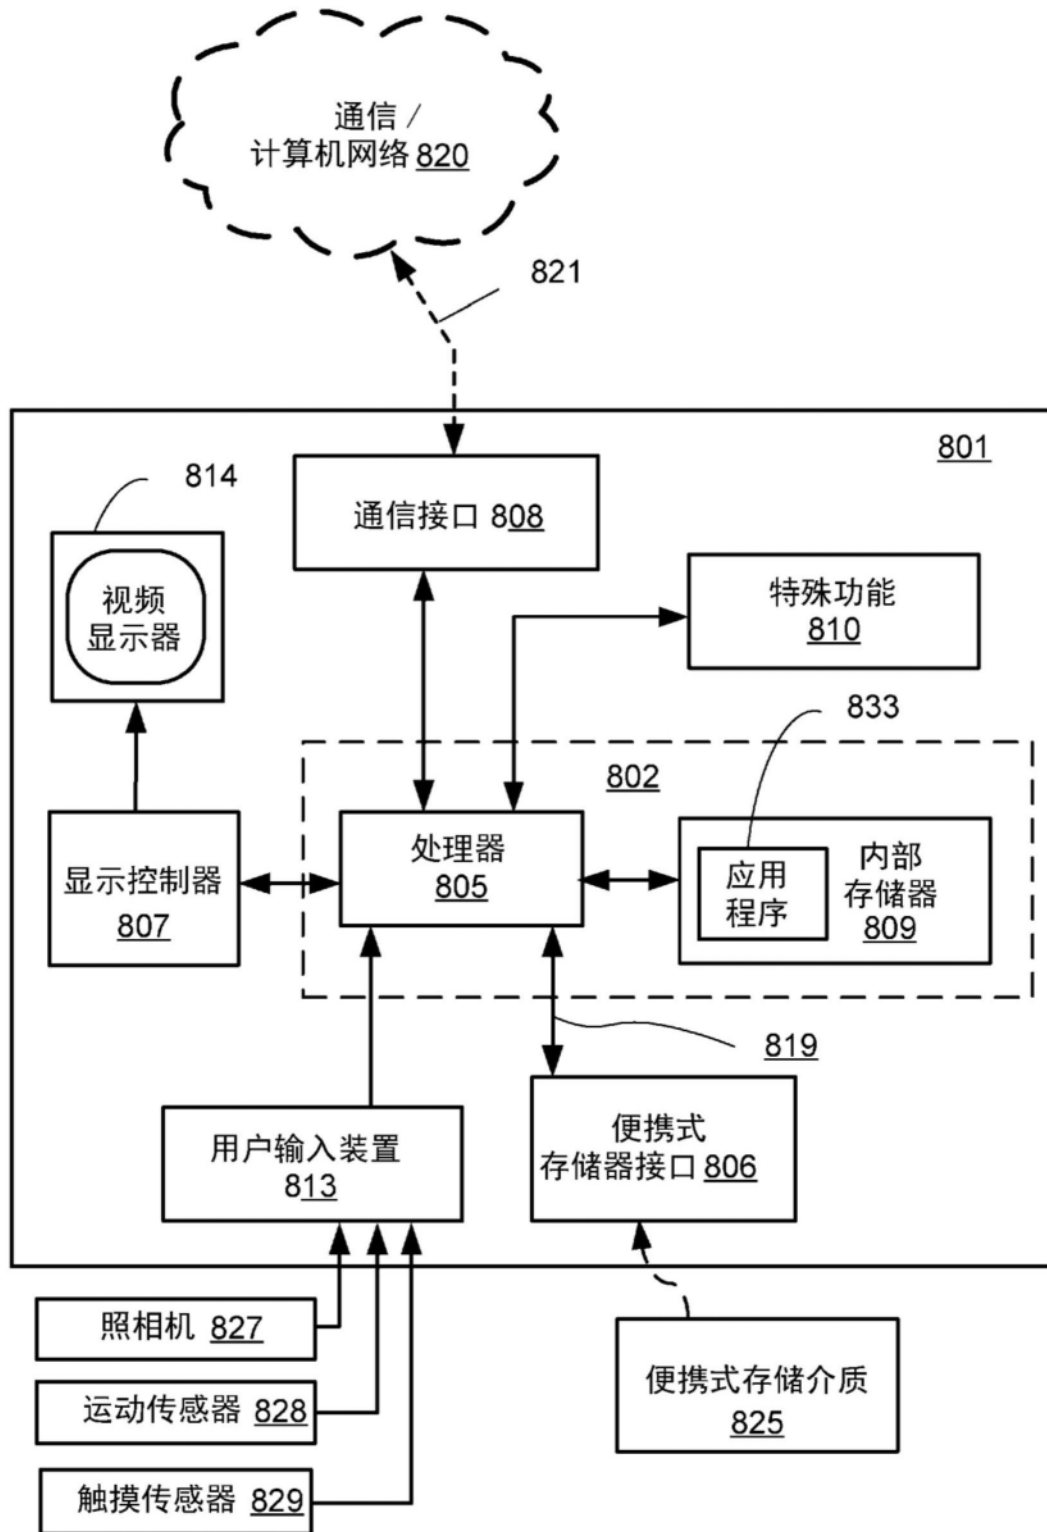 通信 /
计算机网络 820
821
801
814
通信接口 808
视频
显示器
特殊功能
810
833
802
处理器
805
显示控制器
807
应用
程序
内部
存储器
809
819
用户输入装置
813
便携式
存储器接口 806
照相机 827
运动传感器 828
触摸传感器 829
便携式存储介质
825